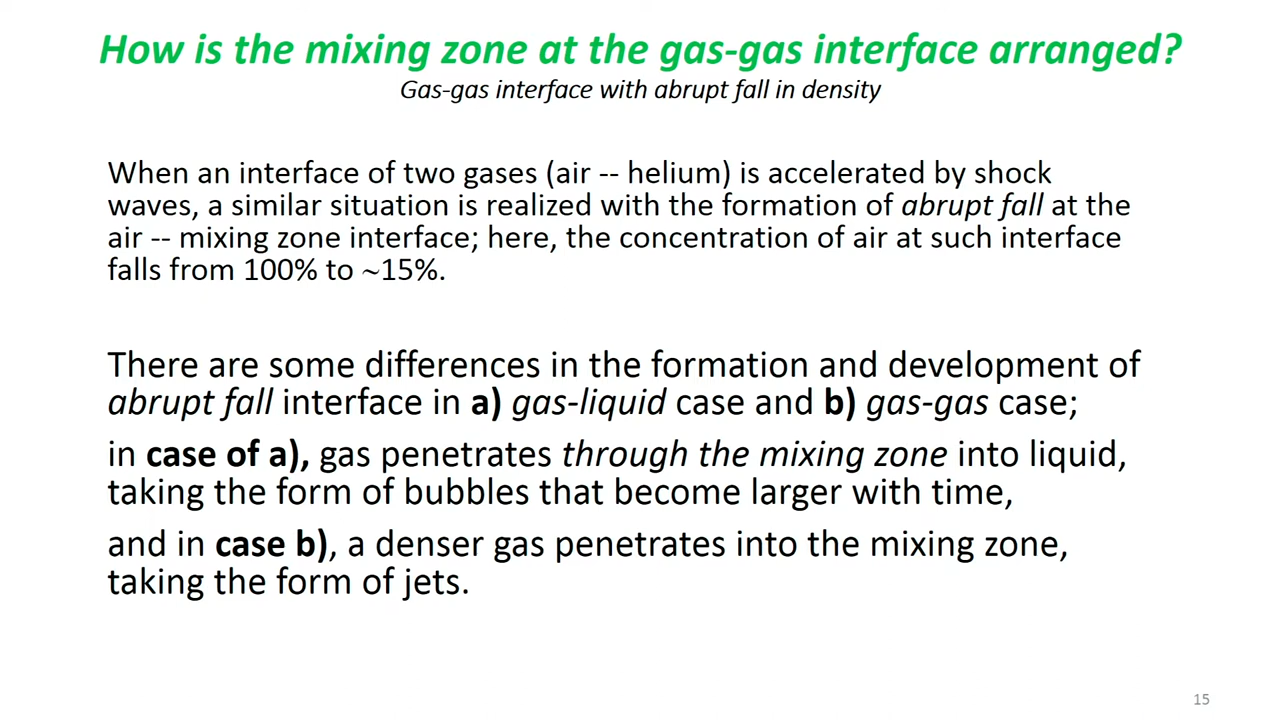 How is the mixing zone at the gas-gas interface arranged?
Gas-gas interface with abrupt fall in density
When an interface of two gases (air -- helium) is accelerated by shock
waves, a similar situation is realized with the formation of abrupt fall at the
air -- mixing zone interface; here, the concentration of air at such interface
falls from 100% to ~15%.
There are some differences in the formation and development of
abrupt fall interface in a) gas-liquid case and b) gas-gas case;
in case of a), gas penetrates through the mixing zone into liquid,
taking the form of bubbles that become larger with time,
and in case b), a denser gas penetrates into the mixing zone,
taking the form of jets.
15